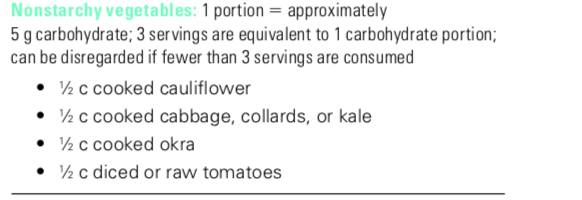 Nonstarchy vegetables: 1 portion = approximately
5 g carbohydrate; 3 servings are equivalent to 1 carbohydrate portion;
can be disregarded if fewer than 3 servings are consumed
• ½ c cooked cauliflower
• ½ c cooked cabbage, collards, or kale
• ½ c cooked okra
• ½ c diced or raw tomatoes